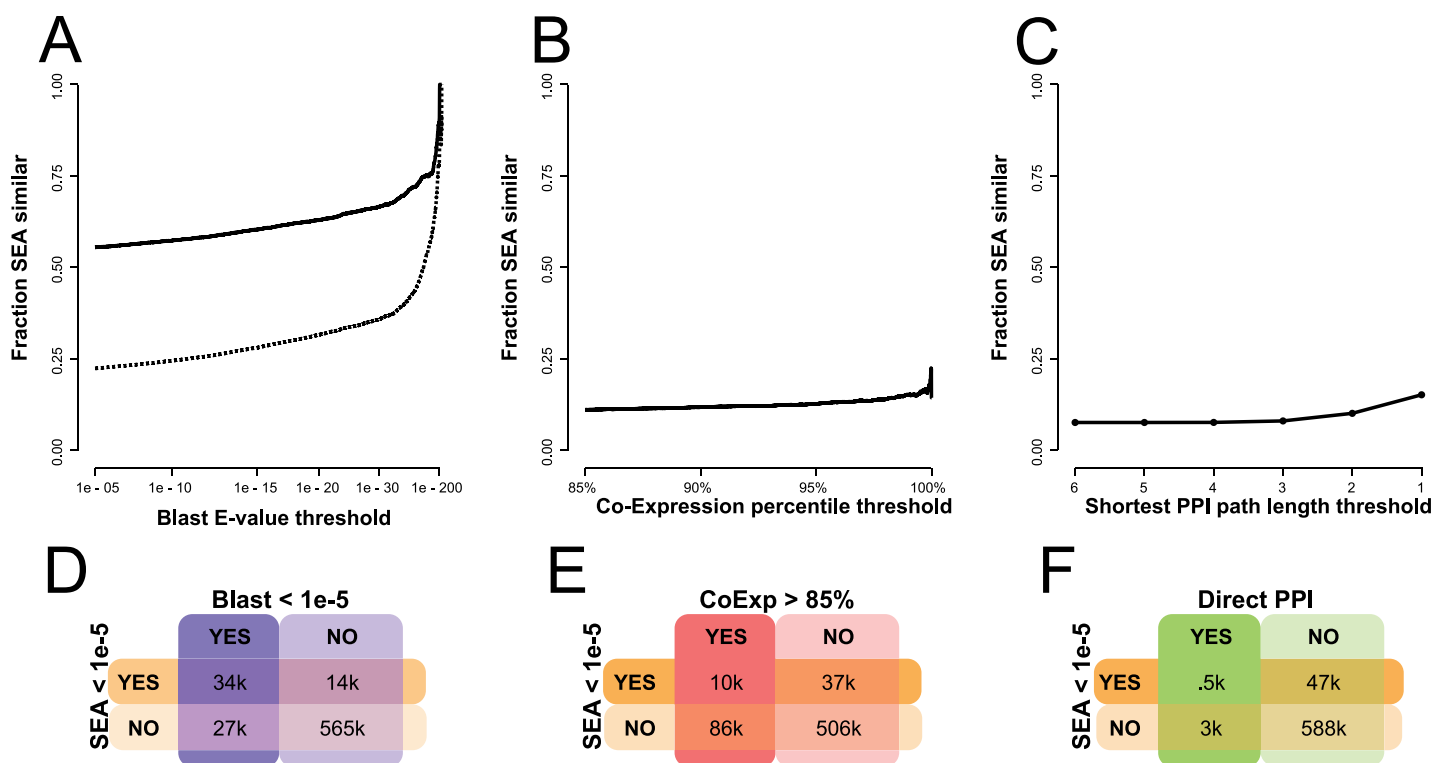 A
B
C
Fraction SEA similar
0.00 0.25 0.50 0.75 1.00
1e - 05 1e - 10 1e - 15 1e - 20 1e - 30 1e - 200
Blast E-value threshold
Fraction SEA similar
0.00 0.25 0.50 0.75 1.00
85% 90% 95% 100%
Co-Expression percentile threshold
Fraction SEA similar
0.00 0.25 0.50 0.75 1.00
6 5 4 3 2 1
Shortest PPI path length threshold
D
Blast < 1e-5
SEA < 1e-5
YES NO
YES 34k 14k
NO 27k 565k
E
CoExp > 85%
SEA < 1e-5
YES NO
YES 10k 37k
NO 86k 506k
F
Direct PPI
SEA < 1e-5
YES NO
YES .5k 47k
NO 3k 588k